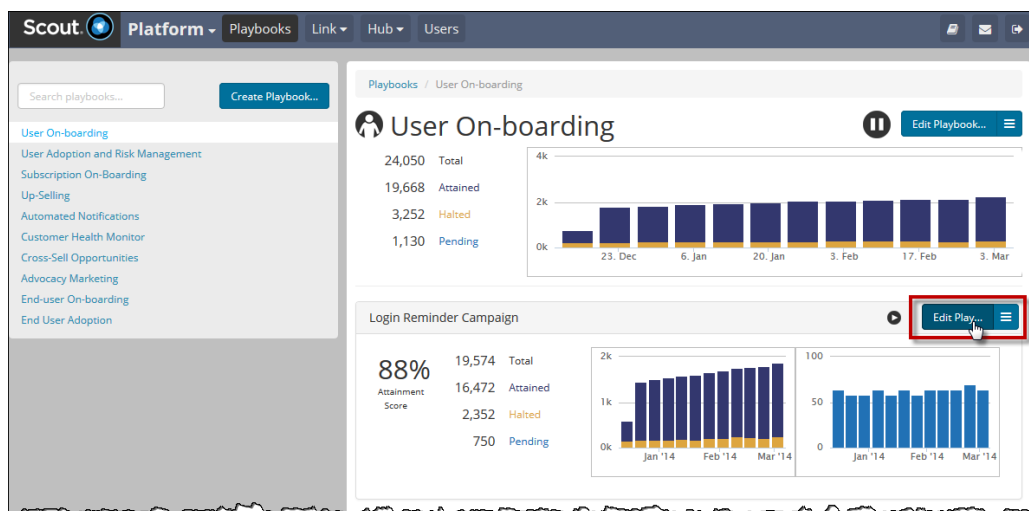 Scout. Platform Playbooks Link Hub Users
Search playbooks...
Create Playbook...
User On-boarding
User Adoption and Risk Management
Subscription On-Boarding
Up-Selling
Automated Notifications
Customer Health Monitor
Cross-Sell Opportunities
Advocacy Marketing
End-user On-boarding
End User Adoption
Playbooks / User On-boarding
User On-boarding
Edit Playbook...
24,050 Total
19,668 Attained
3,252 Halted
1,130 Pending
4k
2k
0k
23. Dec 6. Jan 20. Jan 3. Feb 17. Feb 3. Mar
Login Reminder Campaign
Edit Play...
88%
Attainment
Score
19,574 Total
16,472 Attained
2,352 Halted
750 Pending
2k
1k
0k
Jan '14 Feb '14 Mar '14
100
50
0
Jan '14 Feb '14 Mar '14